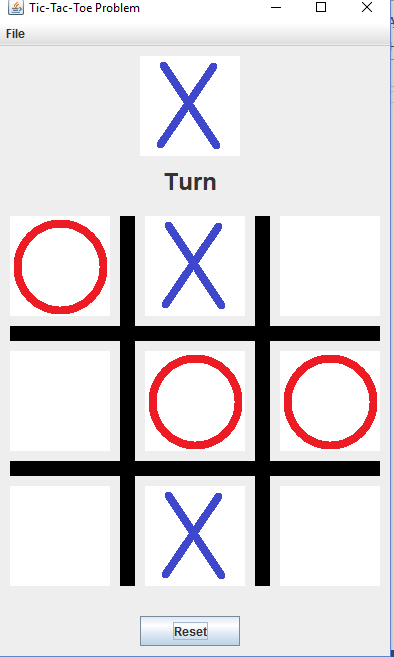 Tic-Tac-Toe Problem
File
X
Turn
O X
O O
X
Reset